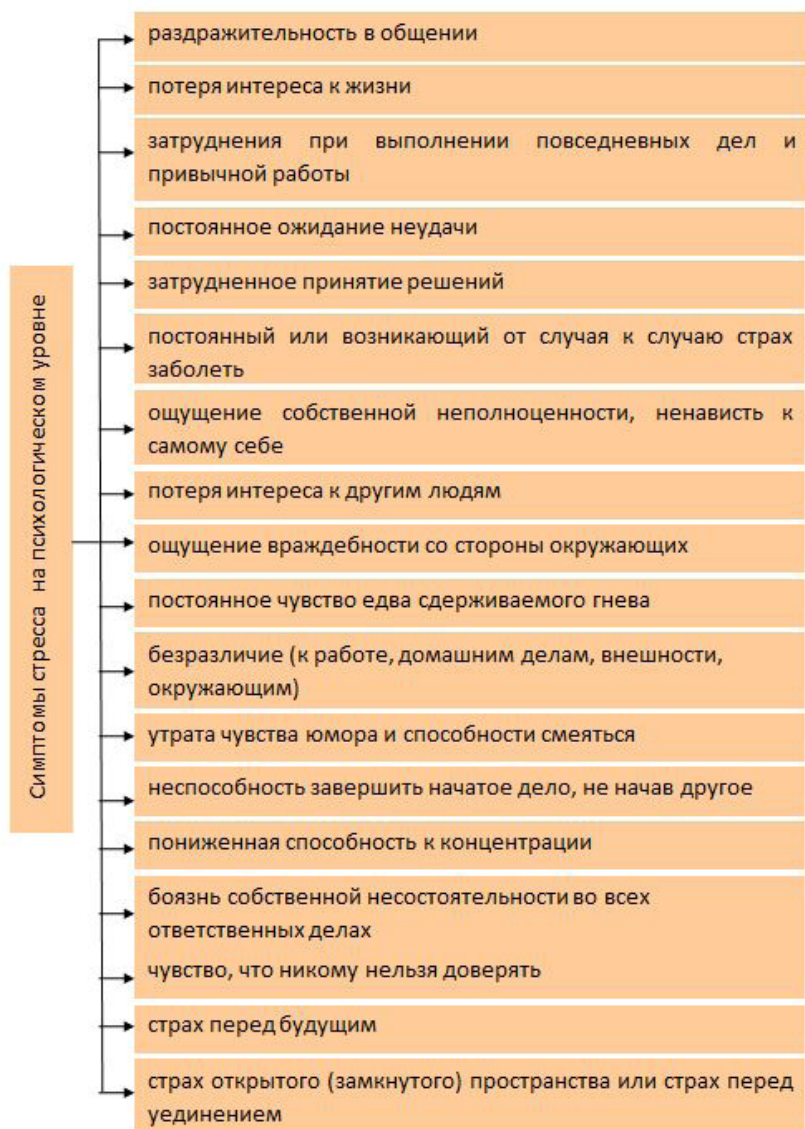 Симптомы стресса на психологическом уровне
раздражительность в общении
потеря интереса к жизни
затруднения при выполнении повседневных дел и
привычной работы
постоянное ожидание неудачи
затрудненное принятие решений
постоянный или возникающий от случая к случаю страх
заболеть
ощущение собственной неполноценности, ненависть к
самому себе
потеря интереса к другим людям
ощущение враждебности со стороны окружающих
постоянное чувство едва сдерживаемого гнева
безразличие (к работе, домашним делам, внешности,
окружающим)
утрата чувства юмора и способности смеяться
неспособность завершить начатое дело, не начав другое
пониженная способность к концентрации
боязнь собственной несостоятельности во всех
ответственных делах
чувство, что никому нельзя доверять
страх перед будущим
страх открытого (замкнутого) пространства или страх перед
уединением